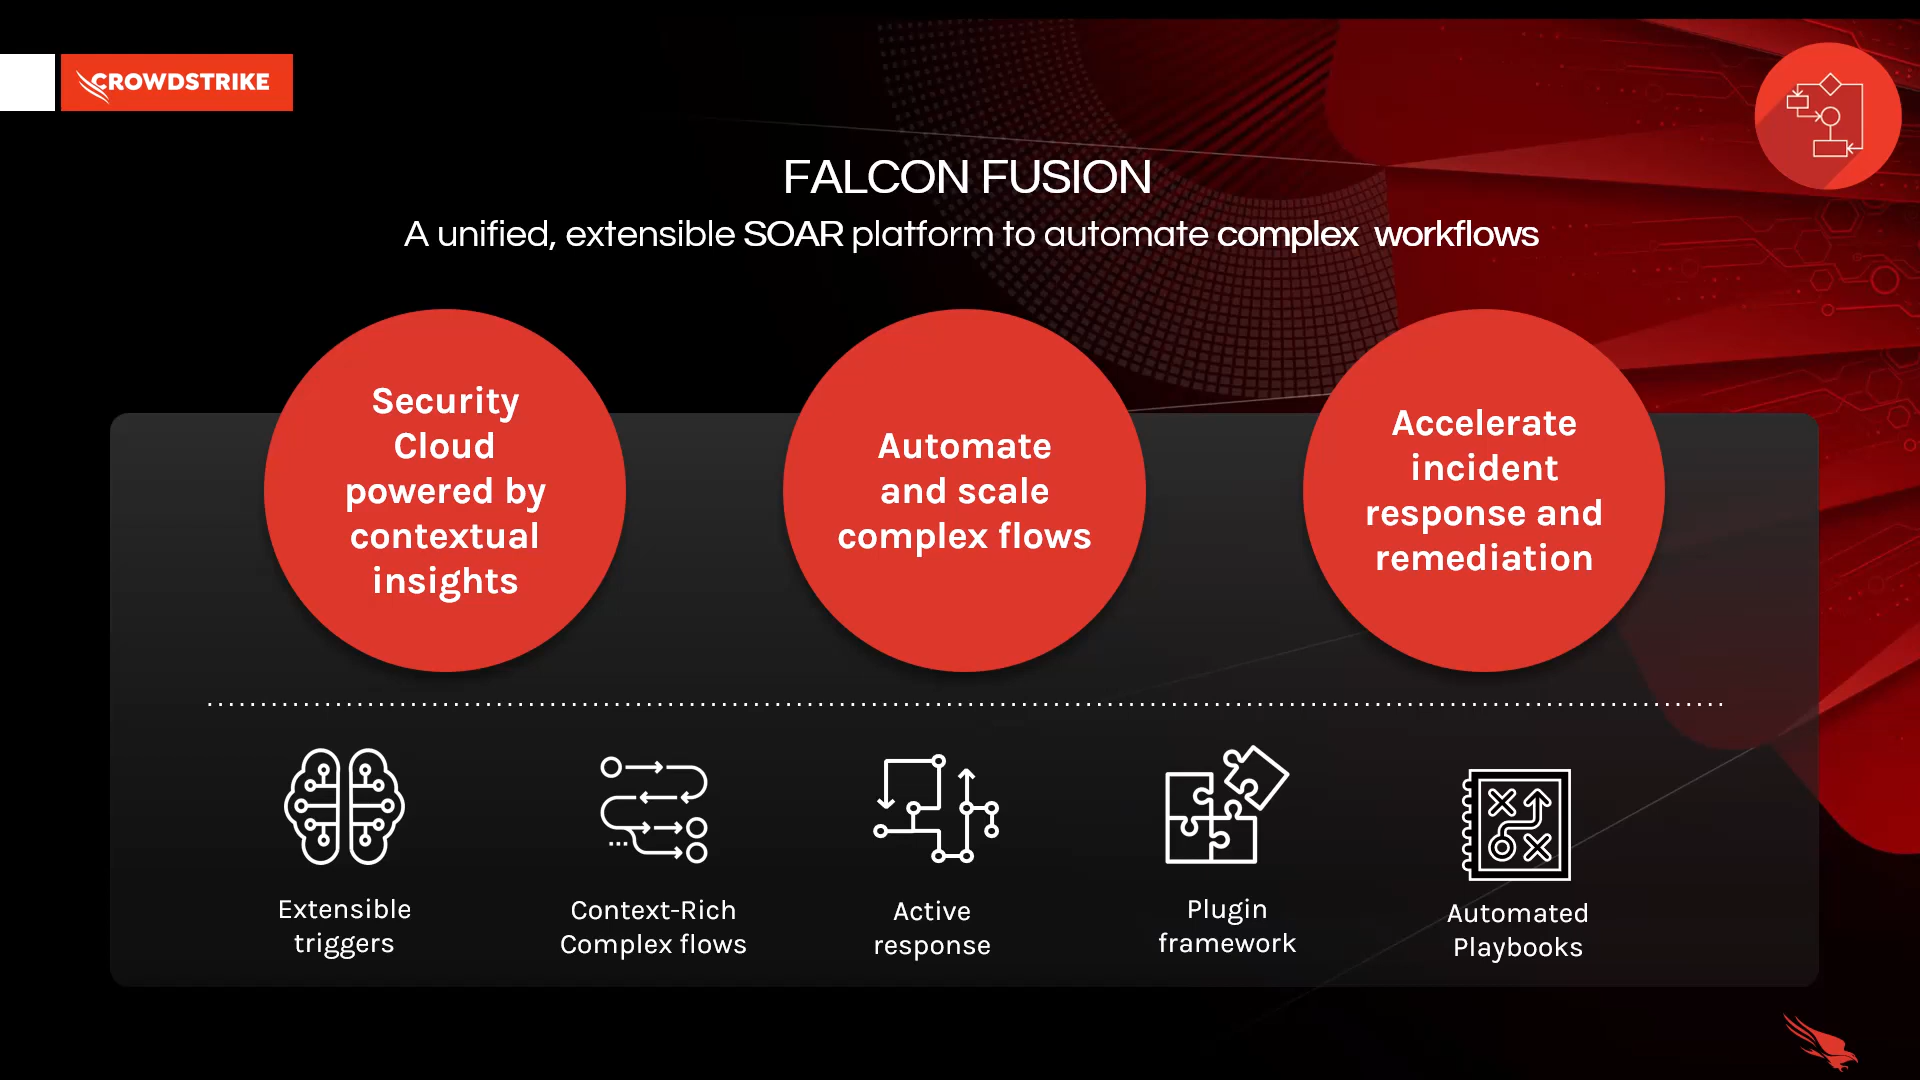 CROWDSTRIKE
FALCON FUSION
A unified, extensible SOAR platform to automate complex workflows
Security
Cloud
powered by
contextual
insights
Automate
and scale
complex flows
Accelerate
incident
response and
remediation
Extensible
triggers
Context-Rich
Complex flows
Active
response
Plugin
framework
Automated
Playbooks